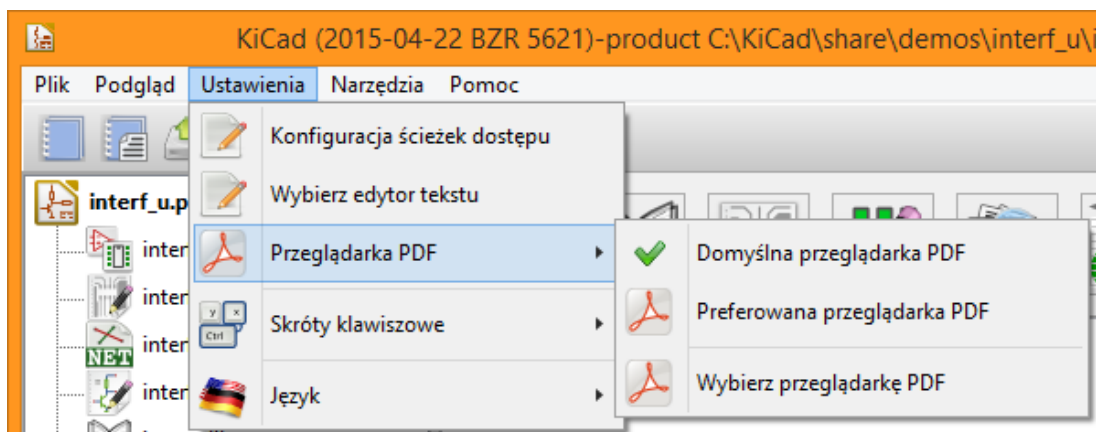 KiCad (2015-04-22 BZR 5621)-product C:\KiCad\share\demos\interf_u\
Plik Podgląd Ustawienia Narzędzia Pomoc
Konfiguracja ścieżek dostępu
interf_u.p
Wybierz edytor tekstu
inter
Przeglądarka PDF
Domyślna przeglądarka PDF
inter
Preferowana przeglądarka PDF
y x
Ctrl
Skróty klawiszowe
NET
inter
inter
Język
Wybierz przeglądarkę PDF